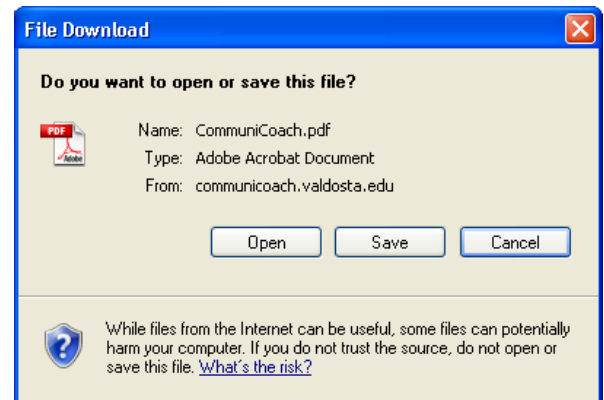 File Download
Do you want to open or save this file?
PDF
Adobe
Name: CommuniCoach.pdf
Type: Adobe Acrobat Document
From: communicoach.valdosta.edu
Open Save Cancel
While files from the Internet can be useful, some files can potentially
harm your computer. If you do not trust the source, do not open or
save this file. What's the risk?